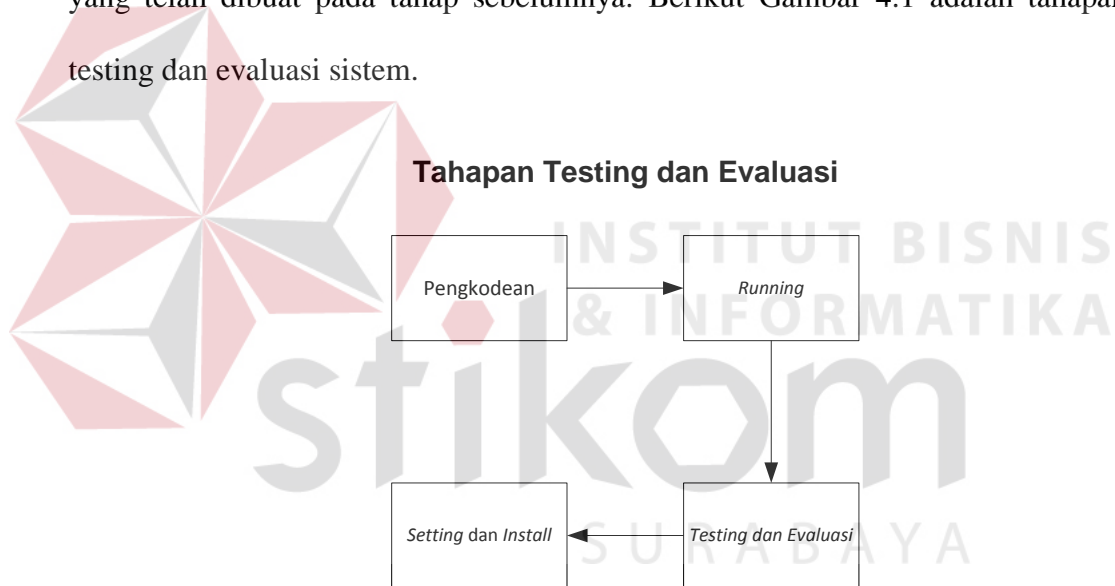 yang telah dibuat pada tahap sebelumnya. Berikut Gambar 4.1 adalah tahapan
testing dan evaluasi sistem.
Tahapan Testing dan Evaluasi
INSTITUT BISNIS
& INFORMATIKA
stikom
SURABAYA
Pengkodean
Running
Setting dan Install
Testing dan Evaluasi